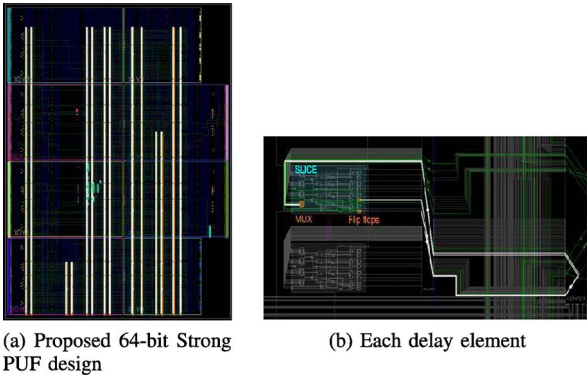 SLICE
MUX
Flip flops
(a) Proposed 64-bit Strong
PUF design
(b) Each delay element